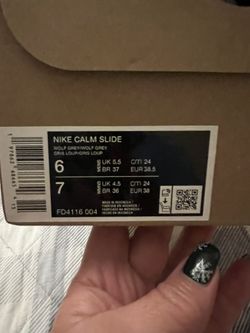 NIKE CALM SLIDE
WOLF GREY/WOLF GREY
GRIS LOUP/GRIS LOUP
6 UK 5.5 C/TI 24
BR 37 EUR 38.5
7 UK 4.5 C/TI 24
BR 36 EUR 38
FD4116 004
MADE IN INDONESIA